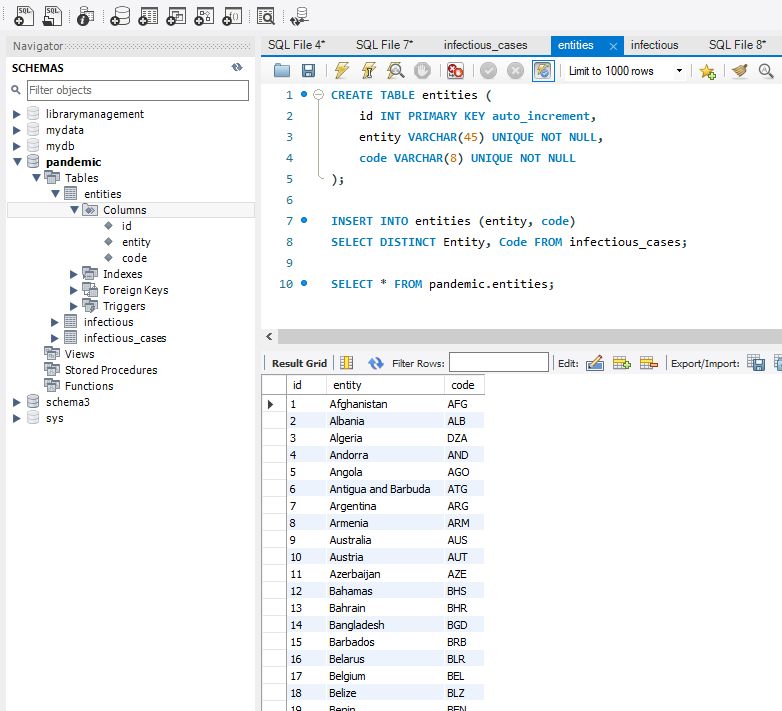 SQL File 4*
SQL File 7*
infectious_cases
entities
infectious
SQL File 8*
Navigator
SCHEMAS
Filter objects
librarymanagement
mydata
mydb
pandemic
Tables
entities
Columns
id
entity
code
Indexes
Foreign Keys
Triggers
infectious
infectious_cases
Views
Stored Procedures
Functions
schema3
sys
Limit to 1000 rows
1 CREATE TABLE entities (
2 id INT PRIMARY KEY auto_increment,
3 entity VARCHAR(45) UNIQUE NOT NULL,
4 code VARCHAR(8) UNIQUE NOT NULL
5 );
6
7 INSERT INTO entities (entity, code)
8 SELECT DISTINCT Entity, Code FROM infectious_cases;
9
10 SELECT * FROM pandemic.entities;
Result Grid Filter Rows: Edit: Export/Import:
id entity code
1 Afghanistan AFG
2 Albania ALB
3 Algeria DZA
4 Andorra AND
5 Angola AGO
6 Antigua and Barbuda ATG
7 Argentina ARG
8 Armenia ARM
9 Australia AUS
10 Austria AUT
11 Azerbaijan AZE
12 Bahamas BHS
13 Bahrain BHR
14 Bangladesh BGD
15 Barbados BRB
16 Belarus BLR
17 Belgium BEL
18 Belize BLZ
19 Benin BEN